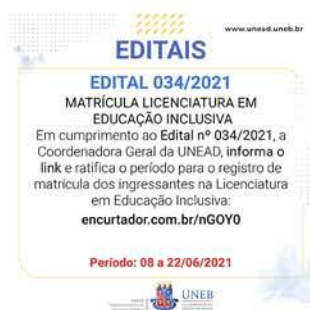 www.unead.uneb.br
EDITAIS
EDITAL 034/2021
MATRÍCULA LICENCIATURA EM
EDUCAÇÃO INCLUSIVA
Em cumprimento ao Edital nº 034/2021, a
Coordenadora Geral da UNEAD, informa o
link e ratifica o período para o registro de
matrícula dos ingressantes na Licenciatura
em Educação Inclusiva:
encurtador.com.br/nGOY0
Período: 08 a 22/06/2021
UNEB